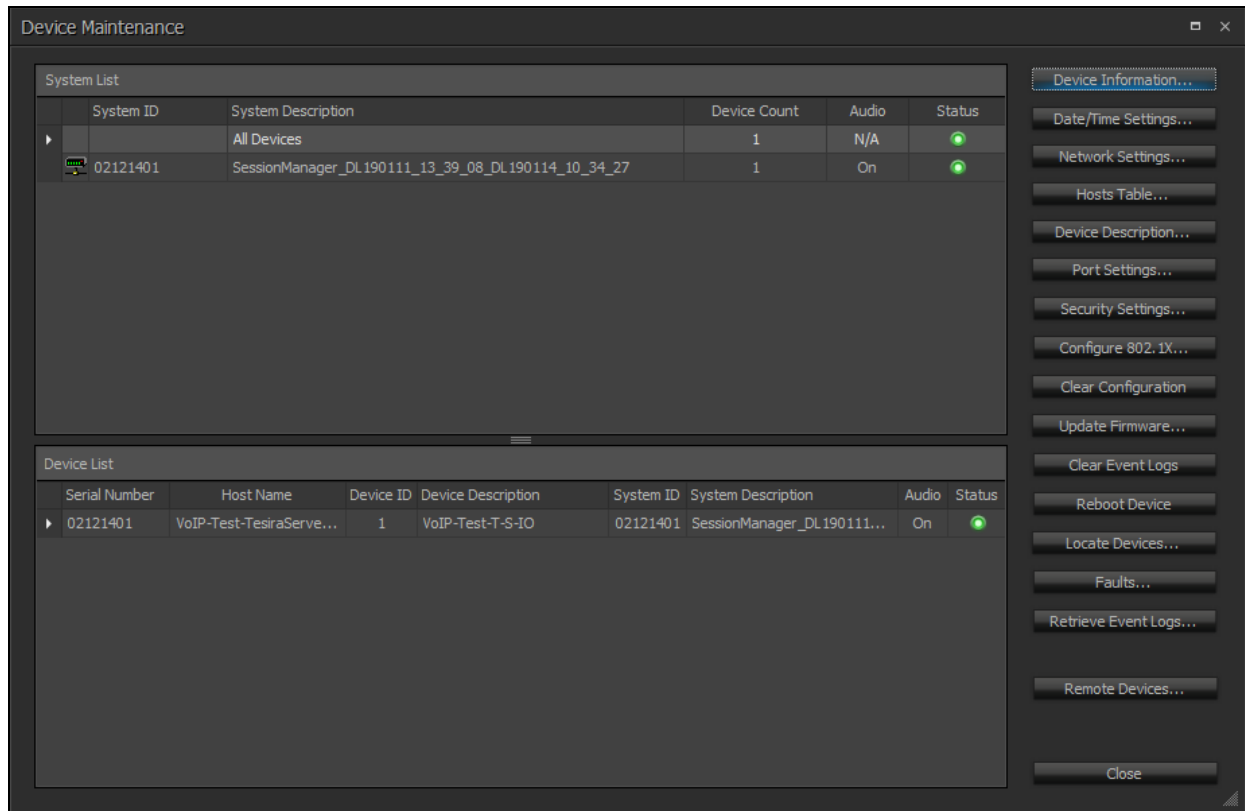 Device Maintenance
System List
System ID System Description Device Count Audio Status
All Devices 1 N/A
02121401 SessionManager_DL190111_13_39_08_DL190114_10_34_27 1 On
Device List
Serial Number Host Name Device ID Device Description System ID System Description Audio Status
02121401 VoIP-Test-TesiraServe... 1 VoIP-Test-T-S-IO 02121401 SessionManager_DL190111... On
Device Information...
Date/Time Settings...
Network Settings...
Hosts Table...
Device Description...
Port Settings...
Security Settings...
Configure 802.1X...
Clear Configuration
Update Firmware...
Clear Event Logs
Reboot Device
Locate Devices...
Faults...
Retrieve Event Logs...
Remote Devices...
Close